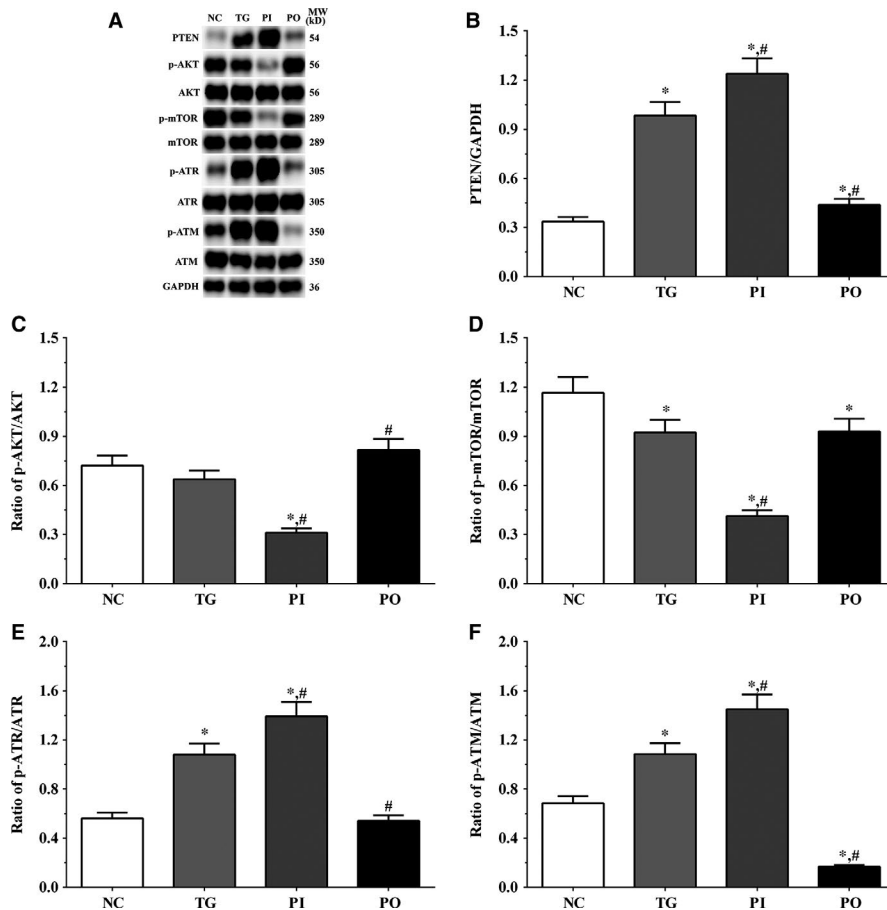 A
NC TG PI PO MW (kD)
PTEN 54
p-AKT 56
AKT 56
p-mTOR 289
mTOR 289
p-ATR 305
ATR 305
p-ATM 350
ATM 350
GAPDH 36
B
PTEN/GAPDH
1.5
1.2
0.9
0.6
0.3
0.0
* *,# *,#
NC TG PI PO
C
Ratio of p-AKT/AKT
1.5
1.2
0.9
0.6
0.3
0.0
*,# #
NC TG PI PO
D
Ratio of p-mTOR/mTOR
1.5
1.2
0.9
0.6
0.3
0.0
* *,# *
NC TG PI PO
E
Ratio of p-ATR/ATR
2.0
1.6
1.2
0.8
0.4
0.0
* *,# #
NC TG PI PO
F
Ratio of p-ATM/ATM
2.0
1.6
1.2
0.8
0.4
0.0
* *,# *,#
NC TG PI PO